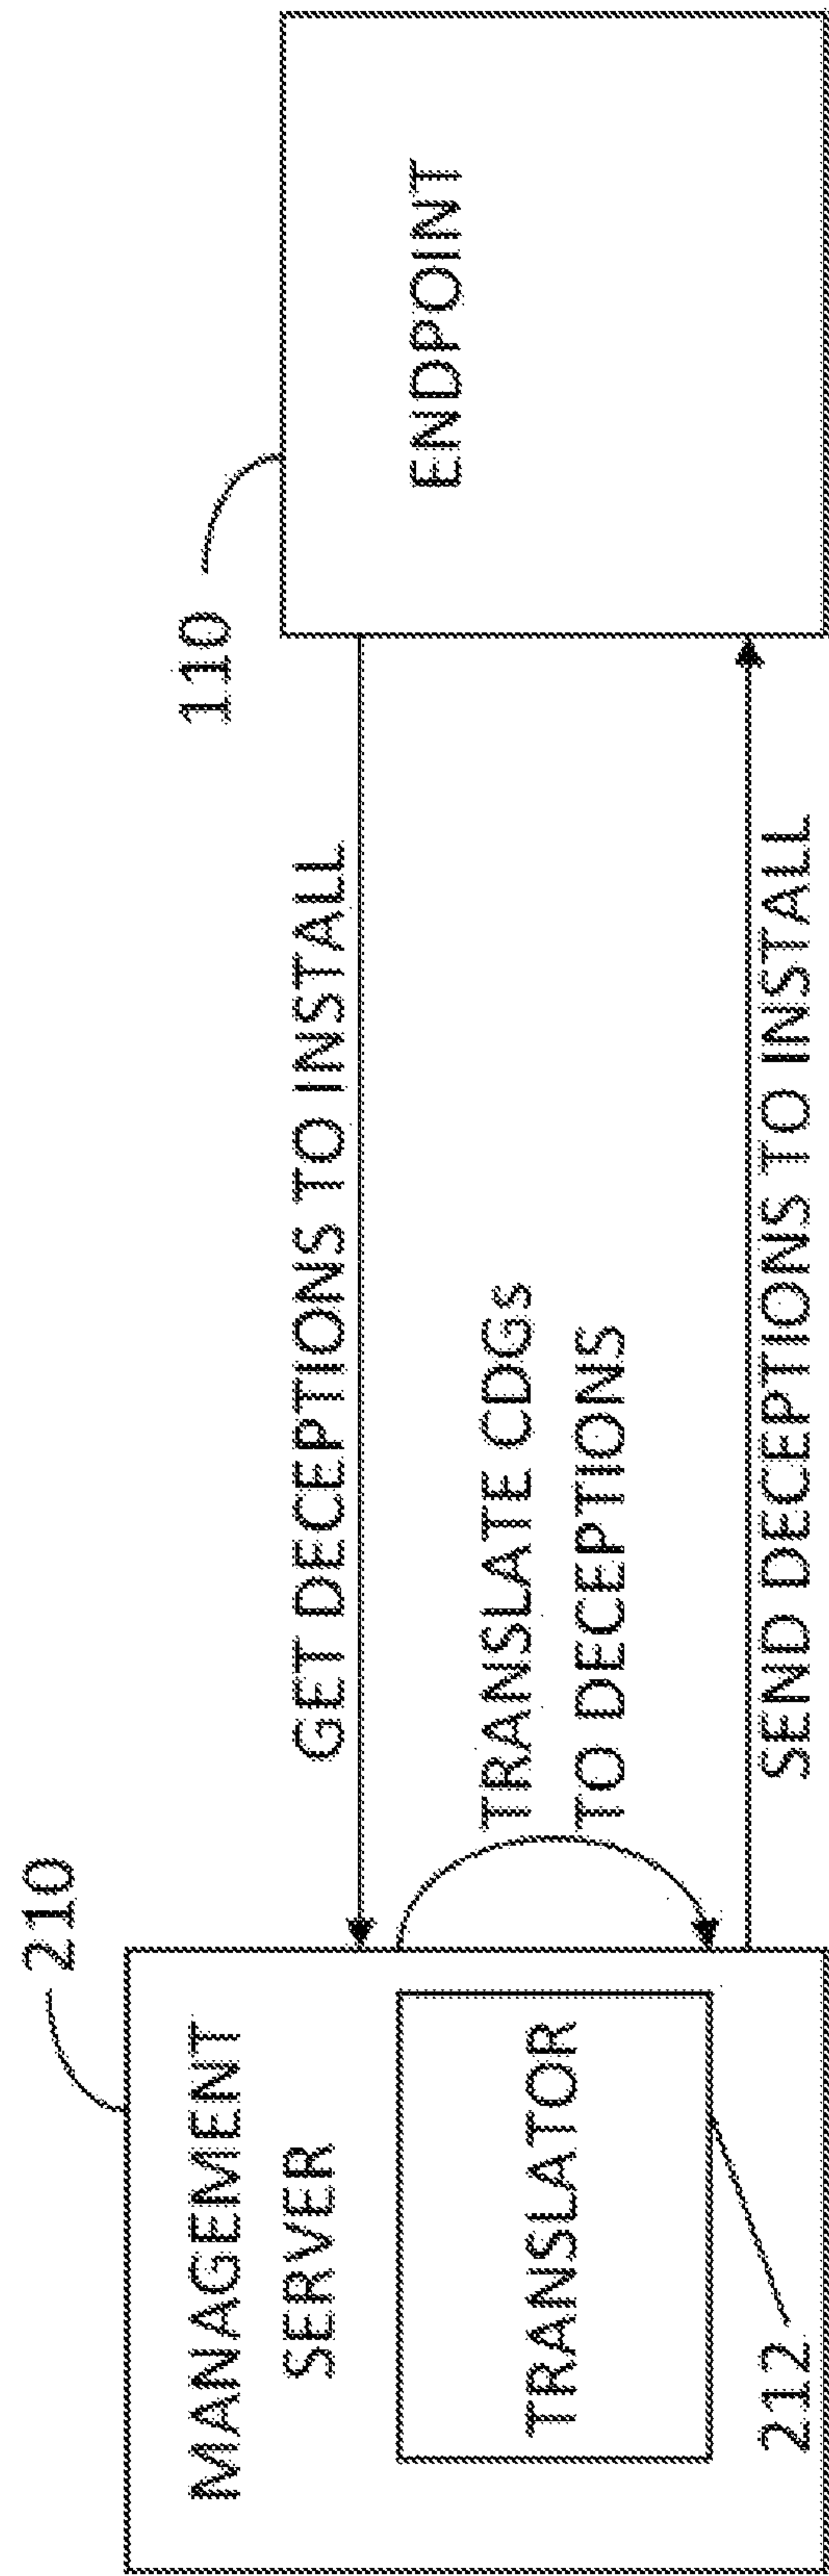 210
MANAGEMENT
SERVER
TRANSLATOR
212
GET DECEPTIONS TO INSTALL
TRANSLATE CDGs
TO DECEPTIONS
SEND DECEPTIONS TO INSTALL
110
ENDPOINT